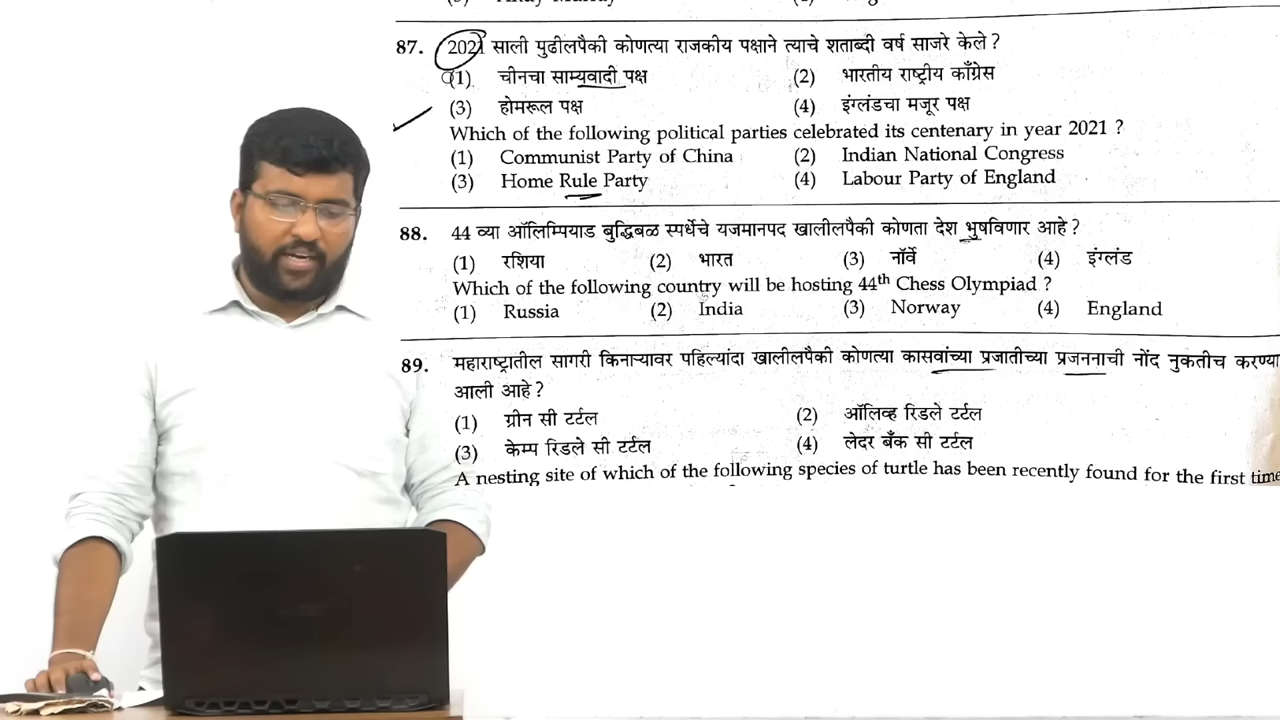 87. 2021 साली पुढीलपैकी कोणत्या राजकीय पक्षाने त्याचे शताब्दी वर्ष साजरे केले ?
(1) चीनचा साम्यवादी पक्ष (2) भारतीय राष्ट्रीय काँग्रेस
(3) होमरूल पक्ष (4) इंग्लंडचा मजूर पक्ष
Which of the following political parties celebrated its centenary in year 2021 ?
(1) Communist Party of China (2) Indian National Congress
(3) Home Rule Party (4) Labour Party of England
88. 44 व्या ऑलिम्पियाड बुद्धिबळ स्पर्धेचे यजमानपद खालीलपैकी कोणता देश भुषविणार आहे ?
(1) रशिया (2) भारत (3) नॉर्वे (4) इंग्लंड
Which of the following country will be hosting 44th Chess Olympiad ?
(1) Russia (2) India (3) Norway (4) England
89. महाराष्ट्रातील सागरी किनाऱ्यावर पहिल्यांदा खालीलपैकी कोणत्या कासवांच्या प्रजातीच्या प्रजननाची नोंद नुकतीच करण्या
आली आहे ?
(1) ग्रीन सी टर्टल (2) ऑलिव्ह रिडले टर्टल
(3) केम्प रिडले सी टर्टल (4) लेदर बँक सी टर्टल
A nesting site of which of the following species of turtle has been recently found for the first time